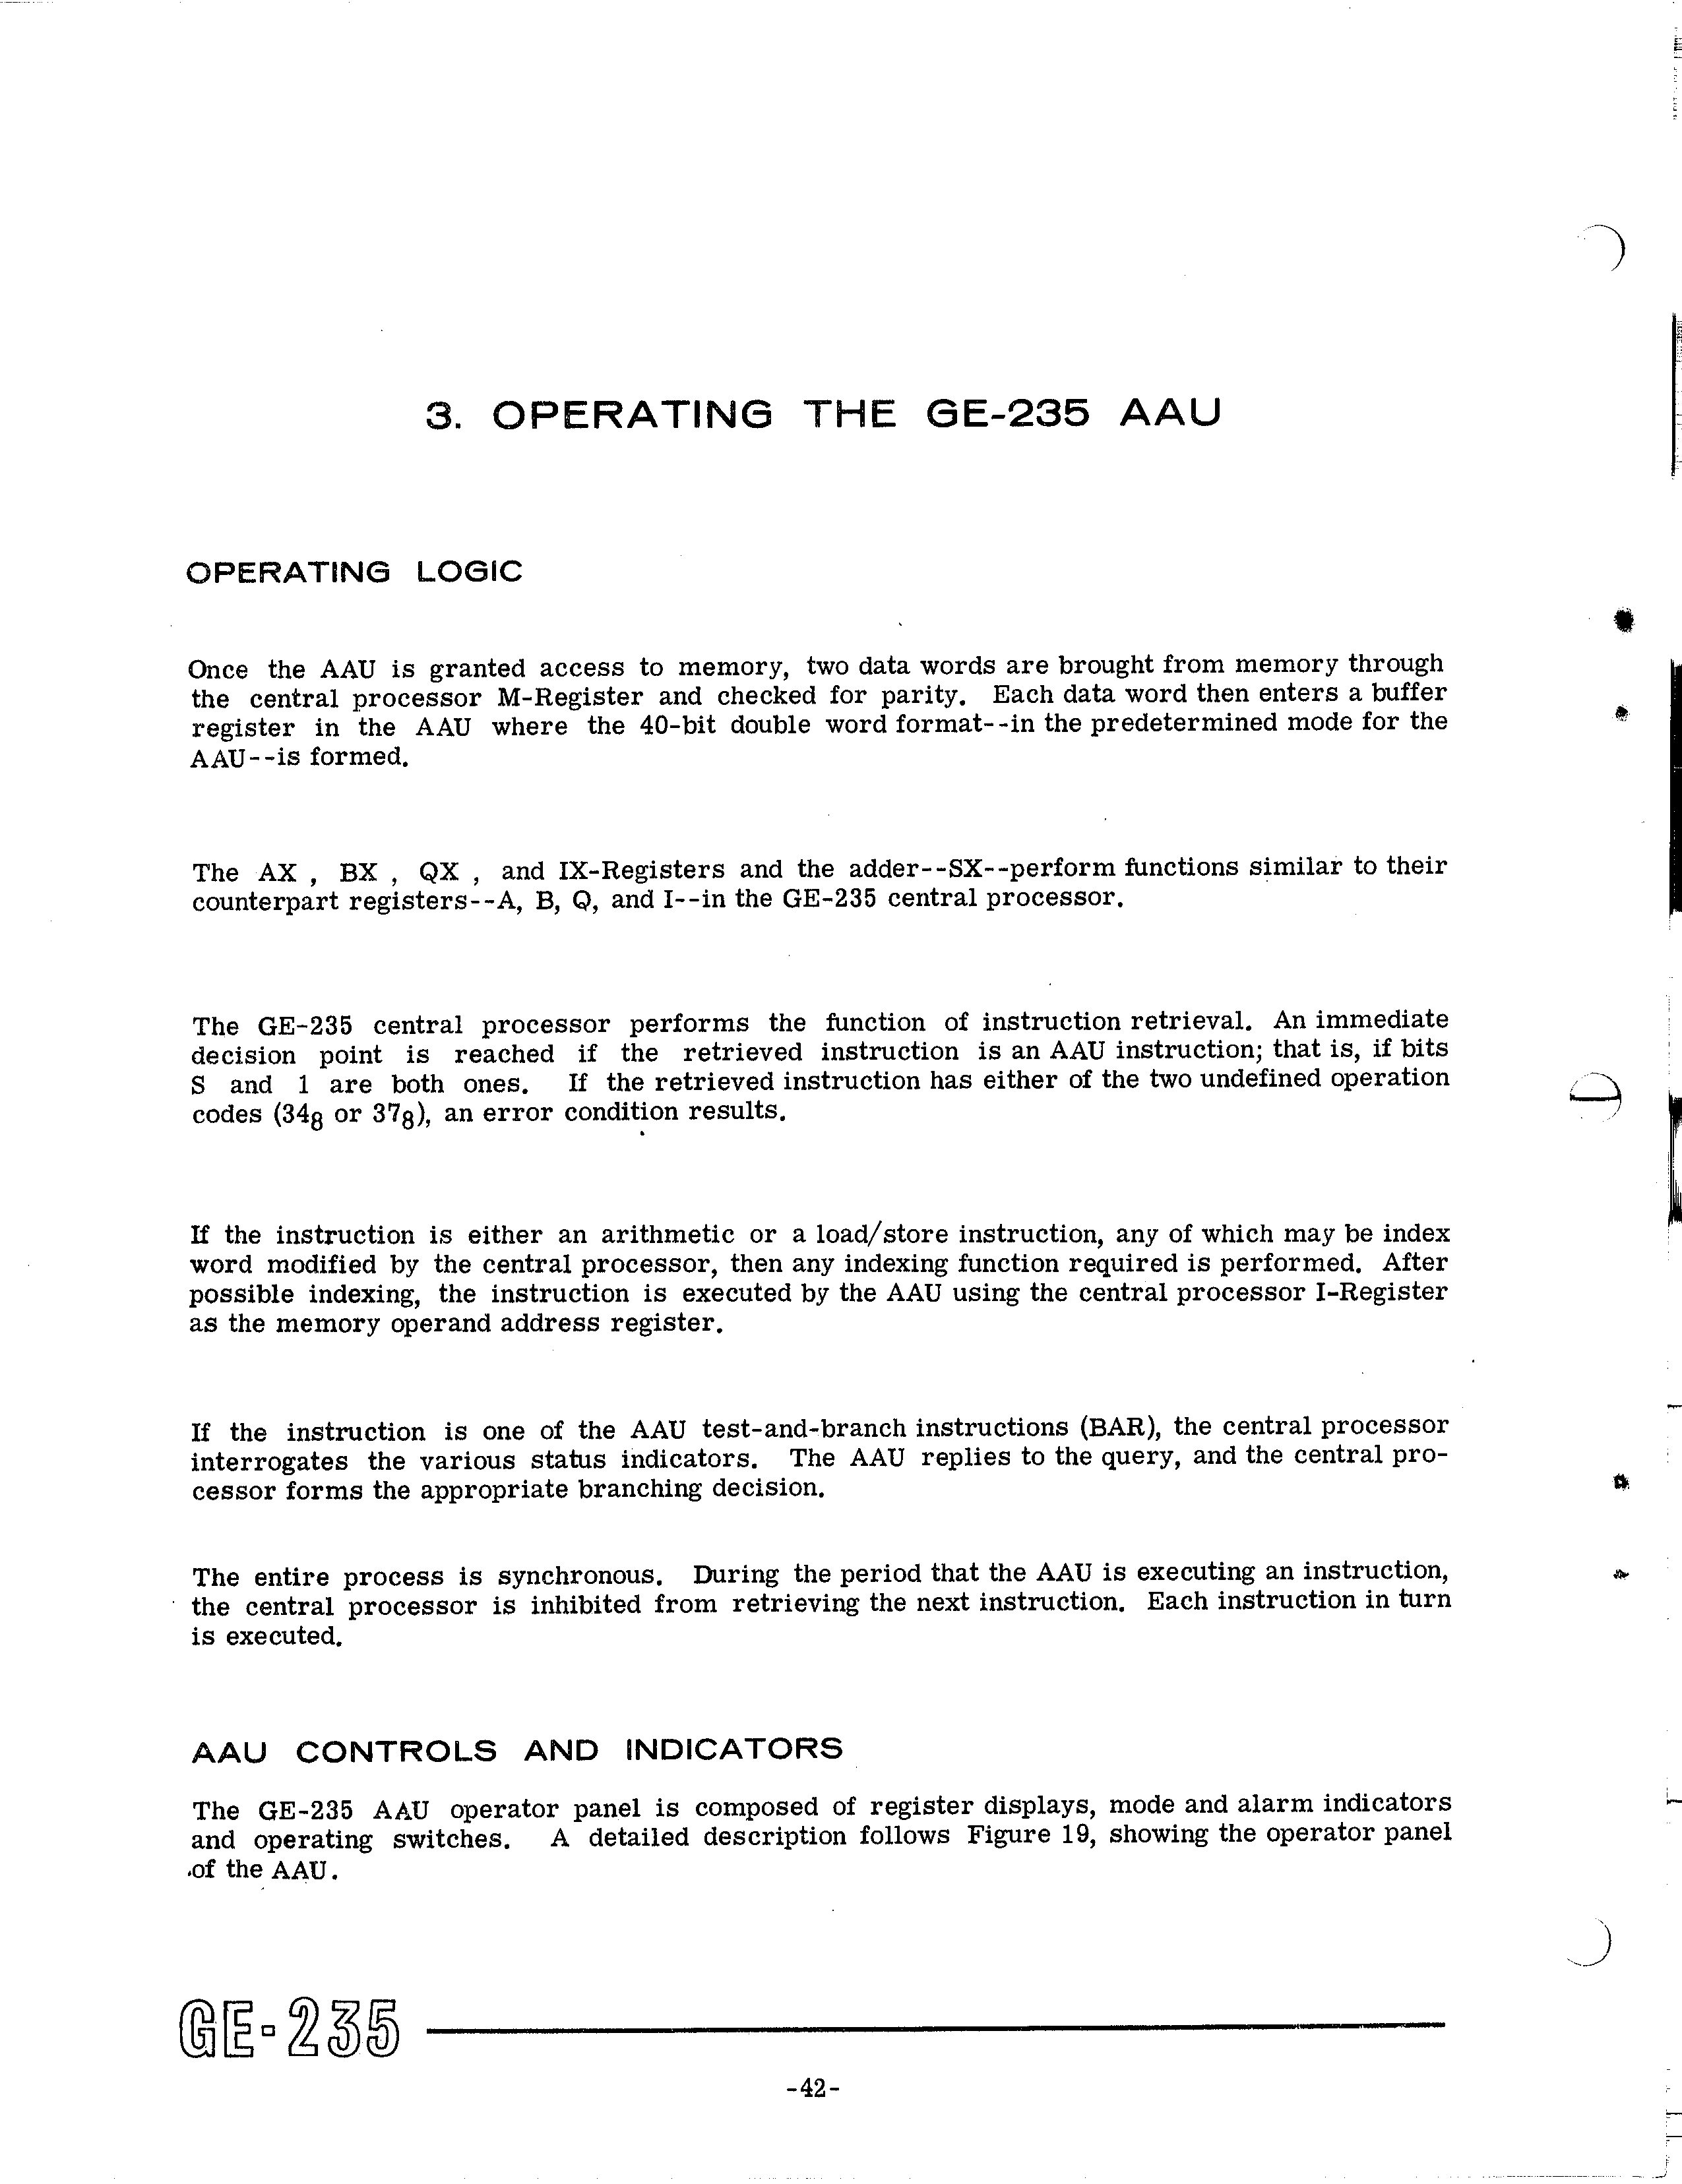 3. OPERATING THE GE-235 AAU
OPERATING LOGIC
Once the AAU is granted access to memory, two data words are brought from memory through
the central processor M-Register and checked for parity. Each data word then enters a buffer
register in the AAU where the 40-bit double word format--in the predetermined mode for the
AAU--is formed.
The AX , BX , QX , and IX-Registers and the adder--SX--perform functions similar to their
counterpart registers--A, B, Q, and I--in the GE-235 central processor.
The GE-235 central processor performs the function of instruction retrieval. An immediate
decision point is reached if the retrieved instruction is an AAU instruction; that is, if bits
S and 1 are both ones. If the retrieved instruction has either of the two undefined operation
codes (34₈ or 37₈), an error condition results.
If the instruction is either an arithmetic or a load/store instruction, any of which may be index
word modified by the central processor, then any indexing function required is performed. After
possible indexing, the instruction is executed by the AAU using the central processor I-Register
as the memory operand address register.
If the instruction is one of the AAU test-and-branch instructions (BAR), the central processor
interrogates the various status indicators. The AAU replies to the query, and the central pro-
cessor forms the appropriate branching decision.
The entire process is synchronous. During the period that the AAU is executing an instruction,
the central processor is inhibited from retrieving the next instruction. Each instruction in turn
is executed.
AAU CONTROLS AND INDICATORS
The GE-235 AAU operator panel is composed of register displays, mode and alarm indicators
and operating switches. A detailed description follows Figure 19, showing the operator panel
of the AAU.
GE-235
-42-